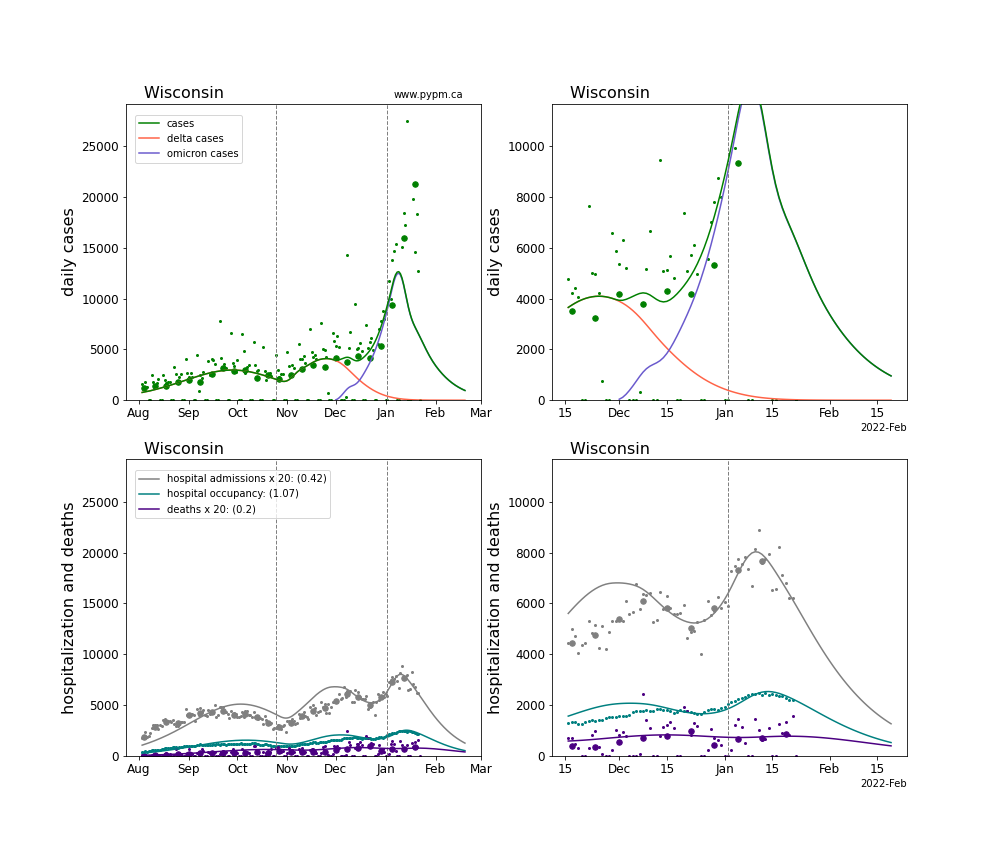 Wisconsin
www.pypm.ca
cases
delta cases
omicron cases
daily cases
25000
20000
15000
10000
5000
0
Aug
Sep
Oct
Nov
Dec
Jan
Feb
Mar
Wisconsin
daily cases
10000
8000
6000
4000
2000
0
15
Dec
15
Jan
15
Feb
15
2022-Feb
Wisconsin
hospital admissions x 20: (0.42)
hospital occupancy: (1.07)
deaths x 20: (0.2)
hospitalization and deaths
25000
20000
15000
10000
5000
0
Aug
Sep
Oct
Nov
Dec
Jan
Feb
Mar
Wisconsin
hospitalization and deaths
10000
8000
6000
4000
2000
0
15
Dec
15
Jan
15
Feb
15
2022-Feb